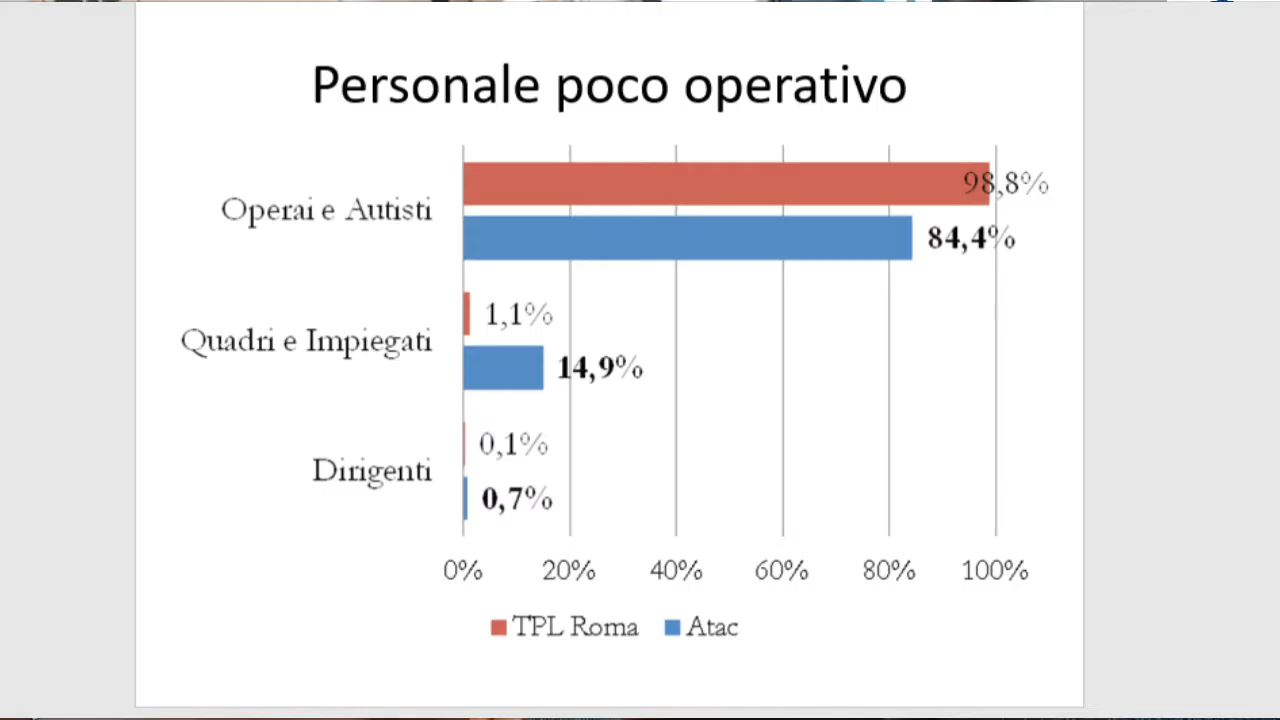 Personale poco operativo
Operai e Autisti
98,8%
84,4%
Quadri e Impiegati
1,1%
14,9%
Dirigenti
0,1%
0,7%
0% 20% 40% 60% 80% 100%
TPL Roma Atac